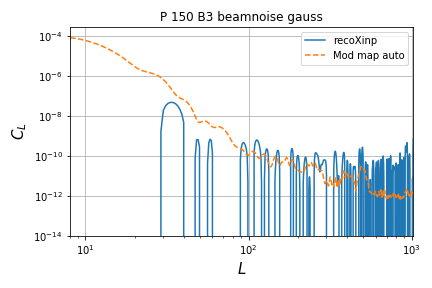 P 150 B3 beamnoise gauss
recoXinp
Mod map auto
10⁻⁴
10⁻⁶
10⁻⁸
10⁻¹⁰
10⁻¹²
10⁻¹⁴
C_L
10¹ 10² 10³
L